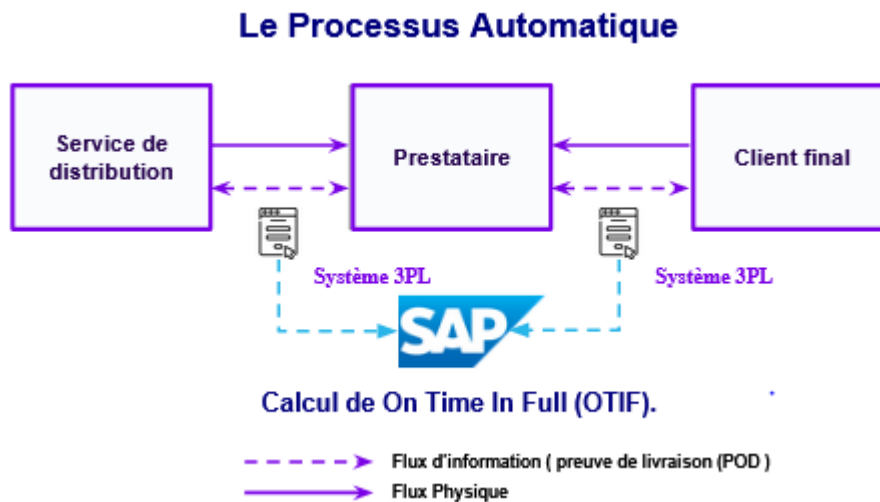 Le Processus Automatique
Service de
distribution
Prestataire
Client final
Système 3PL
Système 3PL
SAP
Calcul de On Time In Full (OTIF).
Flux d'information ( preuve de livraison (POD )
Flux Physique